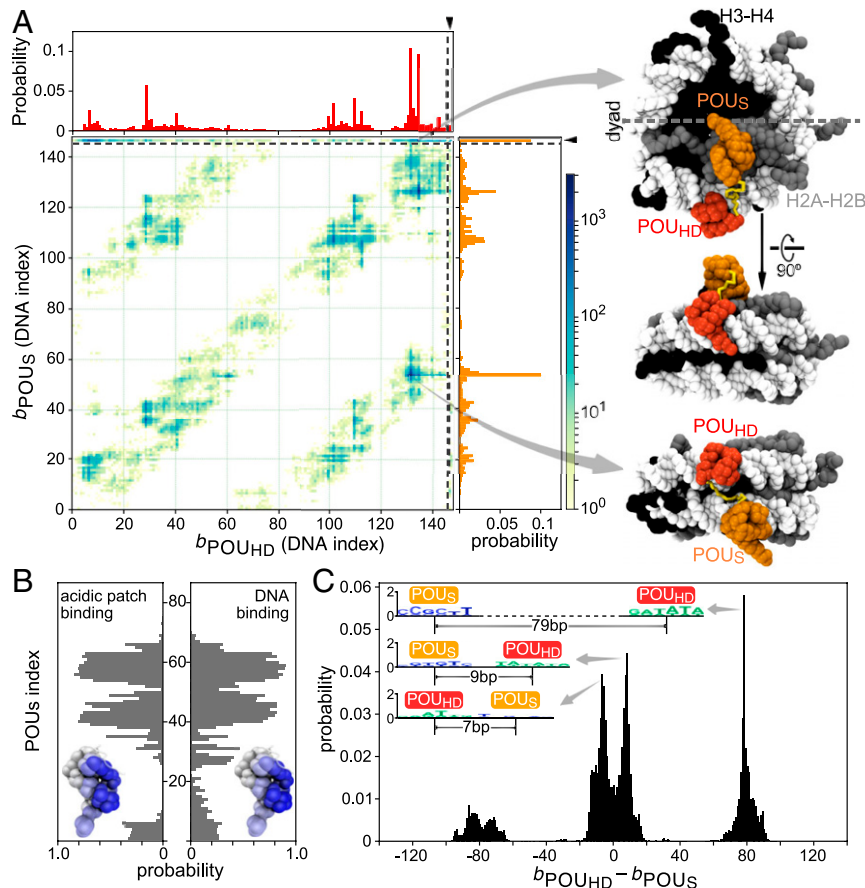 A
Probability
0.1
0.05
0
140
120
100
80
60
40
20
0
bPOUS (DNA index)
0 20 40 60 80 100 120 140
bPOUHD (DNA index)
0.05 0.1
probability
10³
10²
10¹
10⁰
H3-H4
POUS
dyad
H2A-H2B
POUHD
90°
POUHD
POUS
B
acidic patch
binding
DNA
binding
80
60
40
20
POUs index
1.0 0 0 1.0
probability
C
0.06
0.05
0.04
0.03
0.02
0.01
0
probability
2
0
POUS POUHD
CCGCTT GATATA
79bp
2
0
POUS POUHD
9bp
2
0
POUHD POUS
7bp
-120 -80 -40 0 40 80 120
bPOUHD – bPOUS